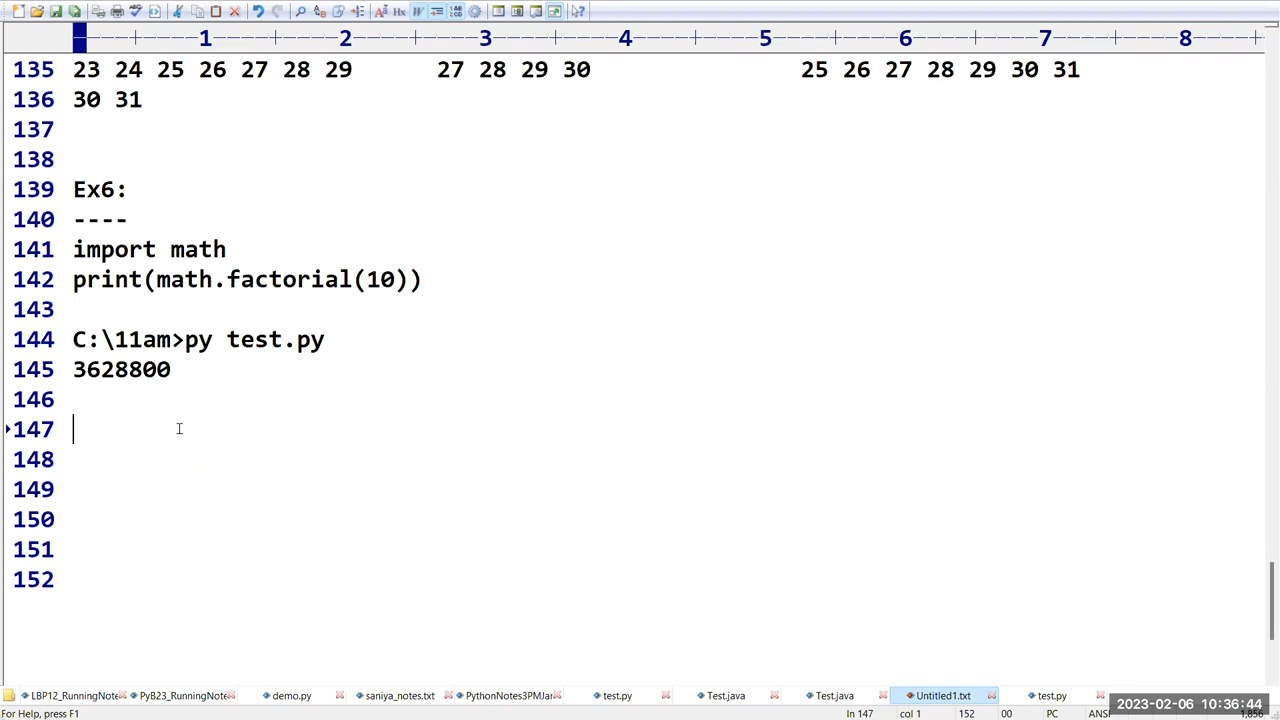 1 2 3 4 5 6 7 8
135 23 24 25 26 27 28 29 27 28 29 30 25 26 27 28 29 30 31
136 30 31
137
138
139 Ex6:
140 ----
141 import math
142 print(math.factorial(10))
143
144 C:\11am>py test.py
145 3628800
146
147
148
149
150
151
152
LBP12_RunningNote PyB23_RunningNote demo.py saniya_notes.txt PythonNotes3PMJan test.py Test.java Test.java Untitled1.txt test.py
2023-02-06 10:36:44
For Help, press F1 ln 147 col 1 152 00 PC ANSI 1,856